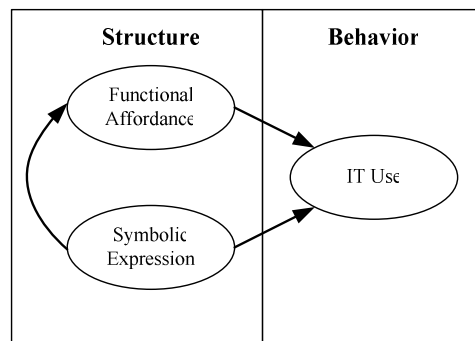 Structure
Behavior
Functional
Affordance
IT Use
Symbolic
Expression